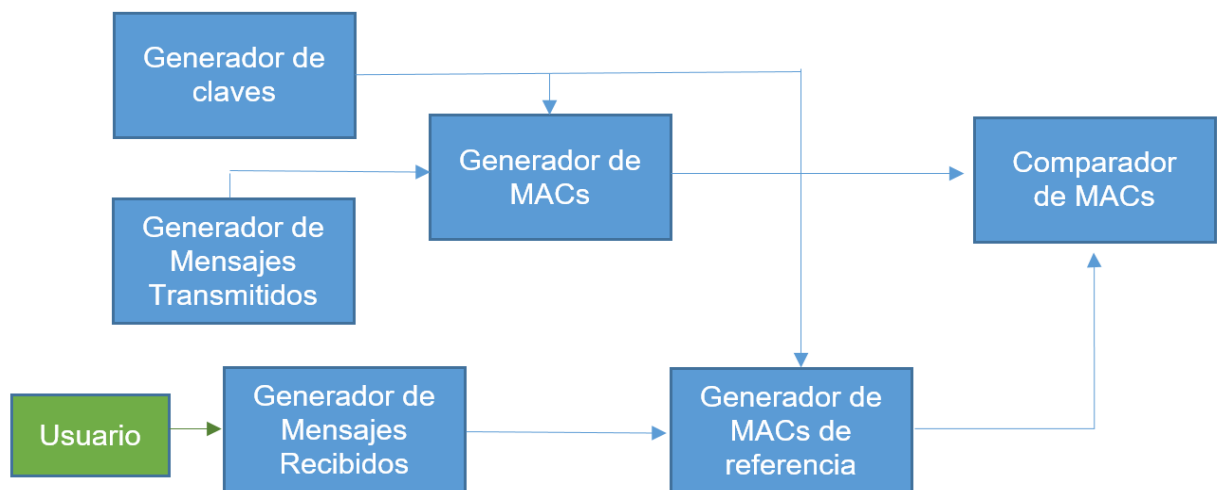 Generador de
claves
Generador de
MACs
Comparador
de MACs
Generador de
Mensajes
Transmitidos
Usuario
Generador de
Mensajes
Recibidos
Generador de
MACs de
referencia